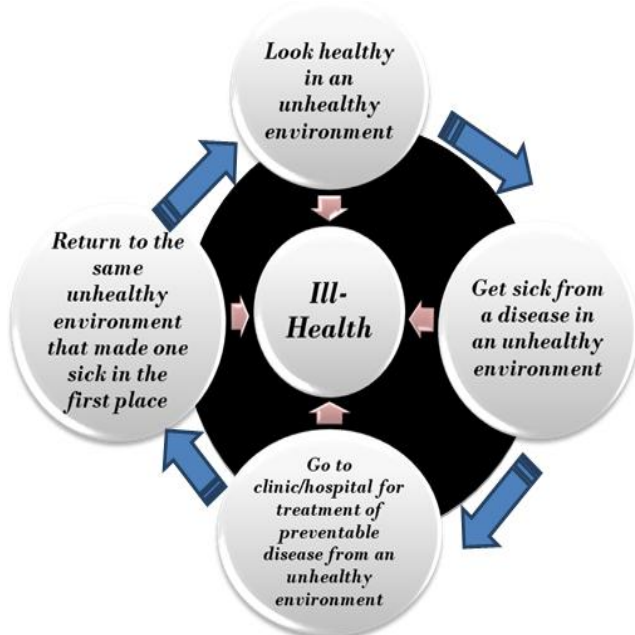 Look healthy
in an
unhealthy
environment
Return to the
same
unhealthy
environment
that made one
sick in the
first place
Ill-
Health
Get sick from
a disease in
an unhealthy
environment
Go to
clinic/hospital for
treatment of
preventable
disease from an
unhealthy
environment